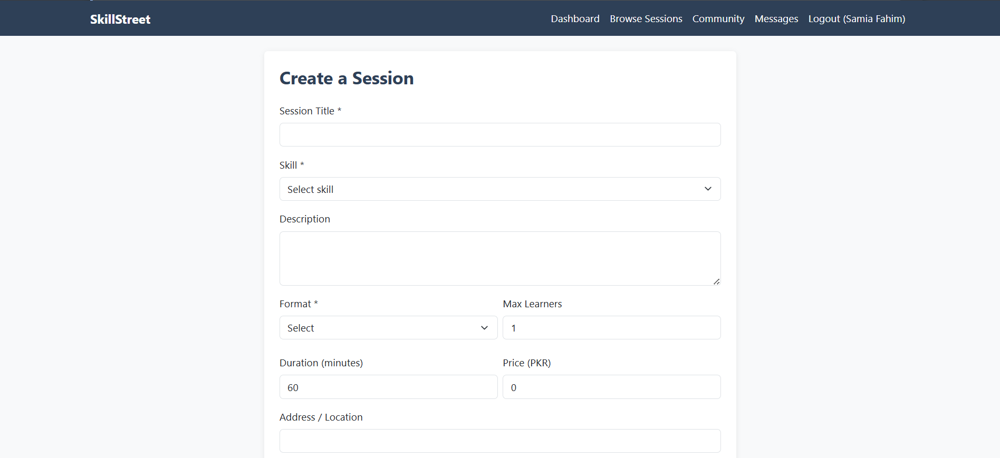 SkillStreet
Dashboard Browse Sessions Community Messages Logout (Samia Fahim)
Create a Session
Session Title *
Skill *
Select skill
Description
Format * Max Learners
Select 1
Duration (minutes) Price (PKR)
60 0
Address / Location